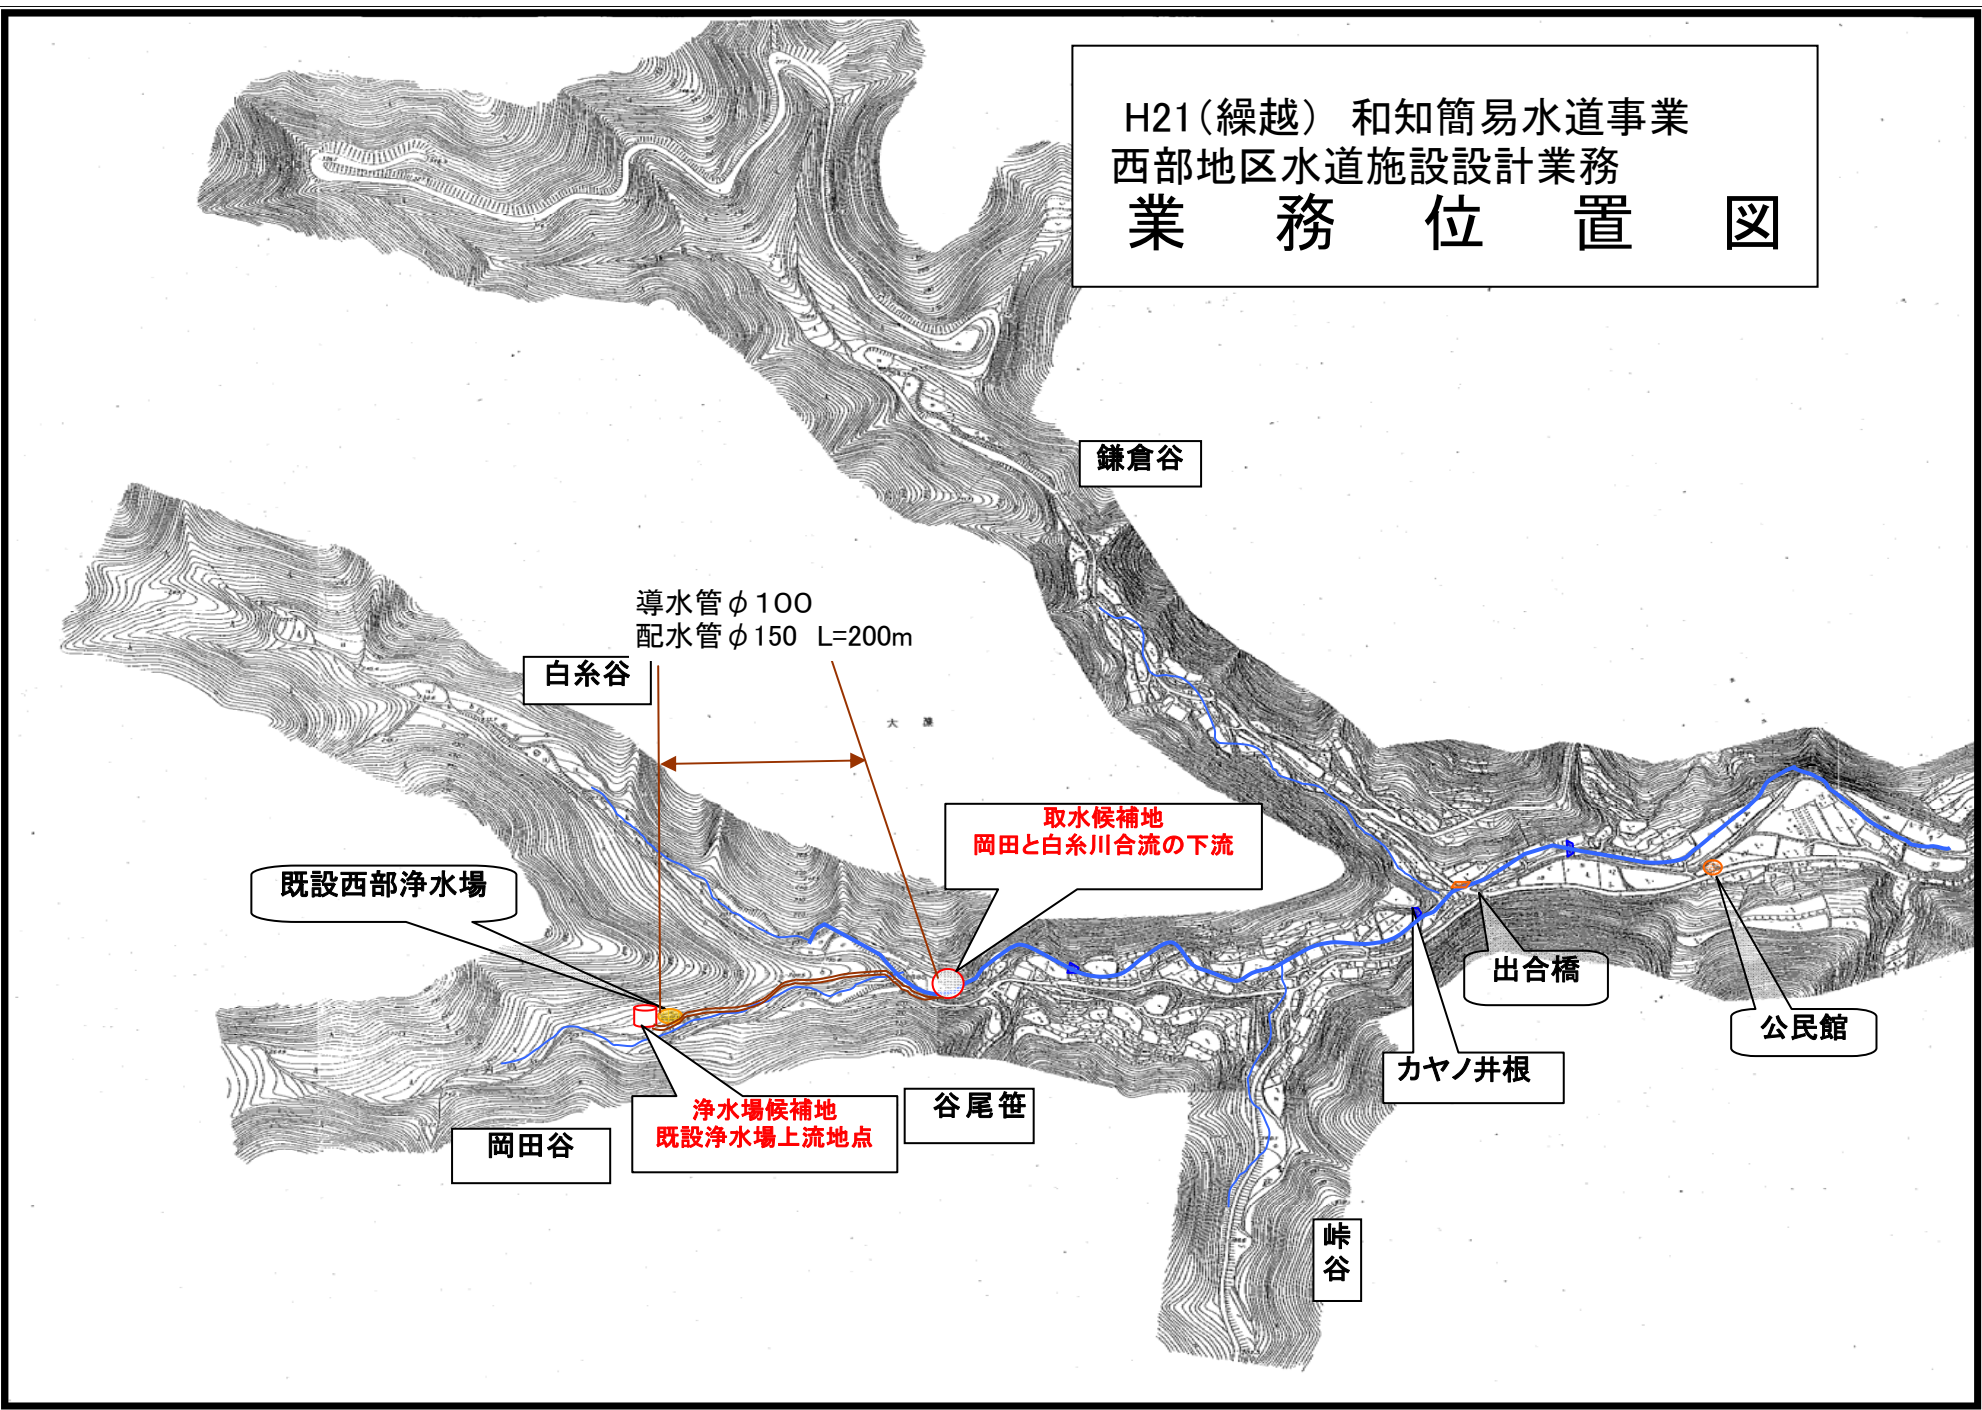 H21（繰越） 和知簡易水道事業
西部地区水道施設設計業務
業務位置図
鎌倉谷
導水管φ100
配水管φ150 L=200m
白糸谷
取水候補地
岡田と白糸川合流の下流
既設西部浄水場
出合橋
公民館
カヤノ井根
谷尾笹
浄水場候補地
既設浄水場上流地点
岡田谷
峠谷